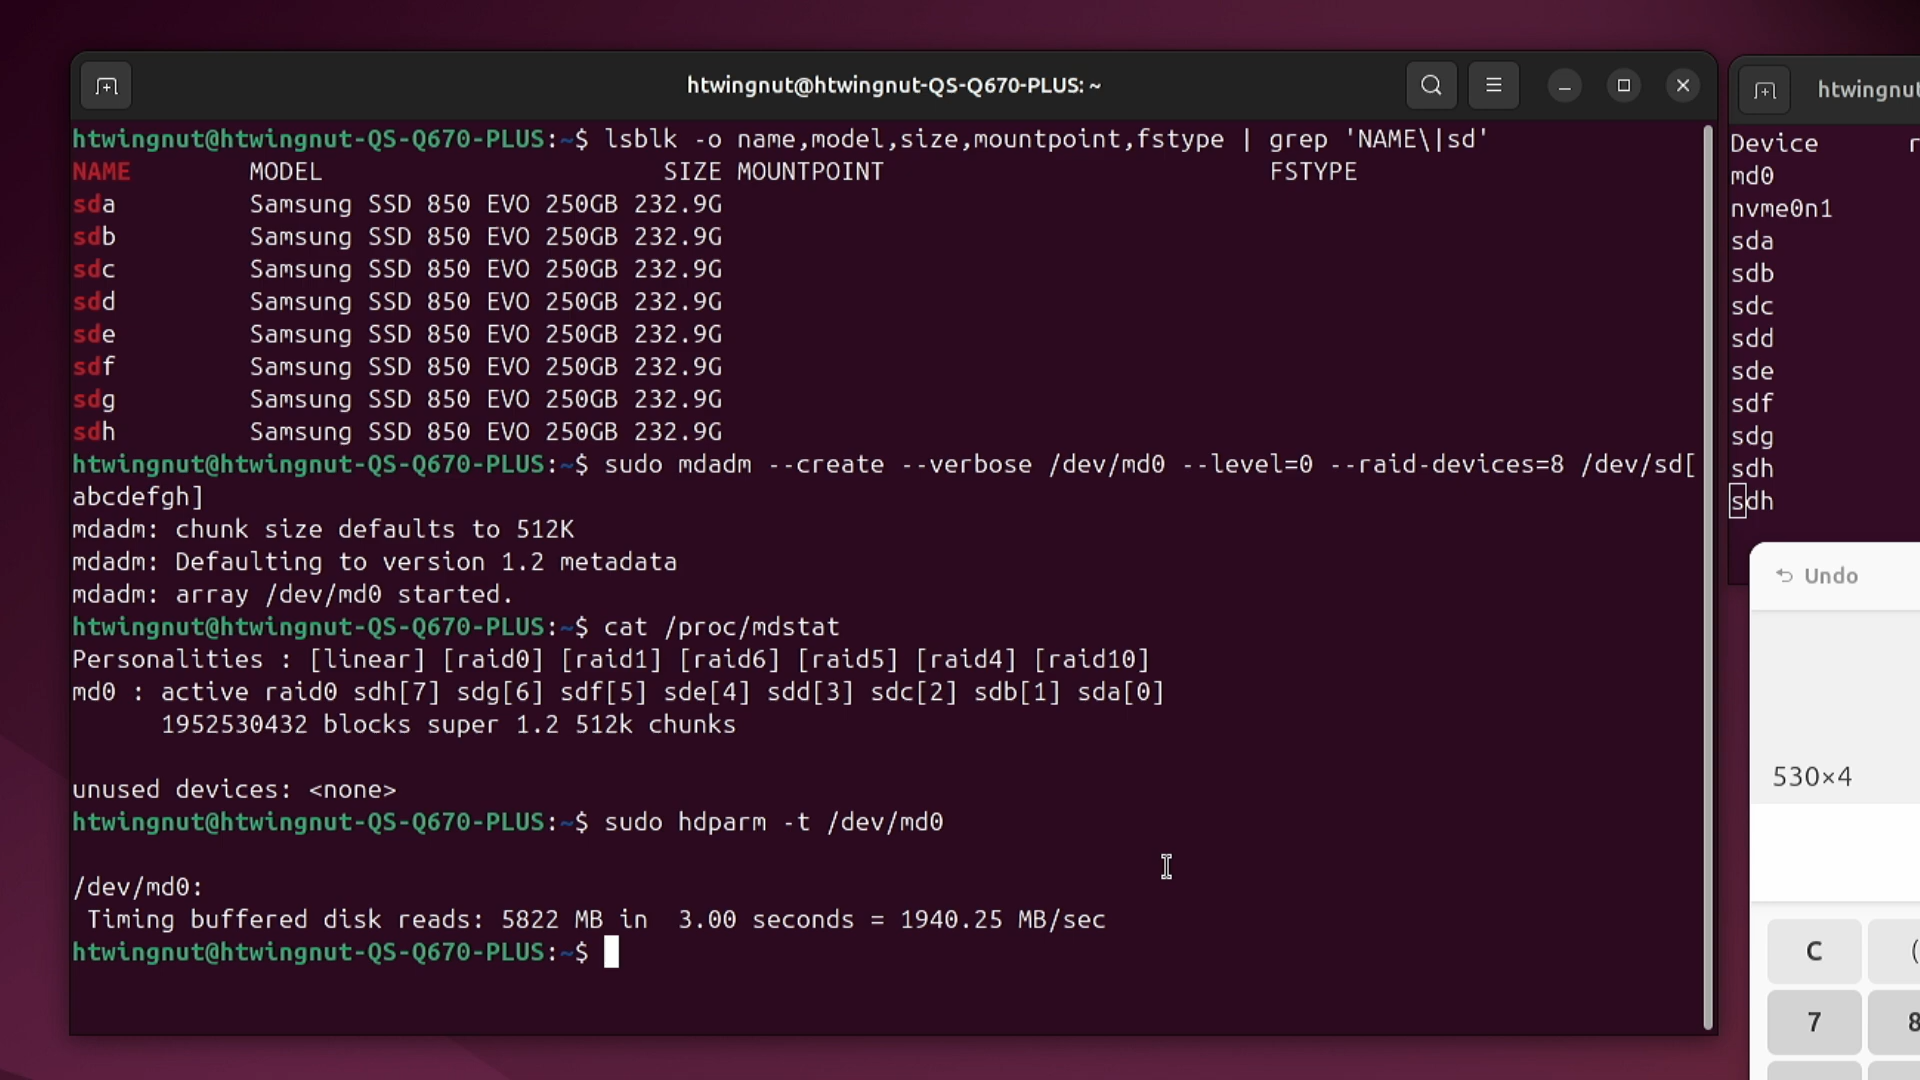 htwingnut@htwingnut-QS-Q670-PLUS: ~
htwingnut@htwingnut-QS-Q670-PLUS:~$ lsblk -o name,model,size,mountpoint,fstype | grep 'NAME\|sd'
NAME        MODEL                       SIZE MOUNTPOINT                          FSTYPE
sda         Samsung SSD 850 EVO 250GB 232.9G
sdb         Samsung SSD 850 EVO 250GB 232.9G
sdc         Samsung SSD 850 EVO 250GB 232.9G
sdd         Samsung SSD 850 EVO 250GB 232.9G
sde         Samsung SSD 850 EVO 250GB 232.9G
sdf         Samsung SSD 850 EVO 250GB 232.9G
sdg         Samsung SSD 850 EVO 250GB 232.9G
sdh         Samsung SSD 850 EVO 250GB 232.9G
htwingnut@htwingnut-QS-Q670-PLUS:~$ sudo mdadm --create --verbose /dev/md0 --level=0 --raid-devices=8 /dev/sd[
abcdefgh]
mdadm: chunk size defaults to 512K
mdadm: Defaulting to version 1.2 metadata
mdadm: array /dev/md0 started.
htwingnut@htwingnut-QS-Q670-PLUS:~$ cat /proc/mdstat
Personalities : [linear] [raid0] [raid1] [raid6] [raid5] [raid4] [raid10]
md0 : active raid0 sdh[7] sdg[6] sdf[5] sde[4] sdd[3] sdc[2] sdb[1] sda[0]
      1952530432 blocks super 1.2 512k chunks
unused devices: <none>
htwingnut@htwingnut-QS-Q670-PLUS:~$ sudo hdparm -t /dev/md0
/dev/md0:
 Timing buffered disk reads: 5822 MB in  3.00 seconds = 1940.25 MB/sec
htwingnut@htwingnut-QS-Q670-PLUS:~$
htwingnut
Device r
md0
nvme0n1
sda
sdb
sdc
sdd
sde
sdf
sdg
sdh
sdh
Undo
530×4
C (
7 8